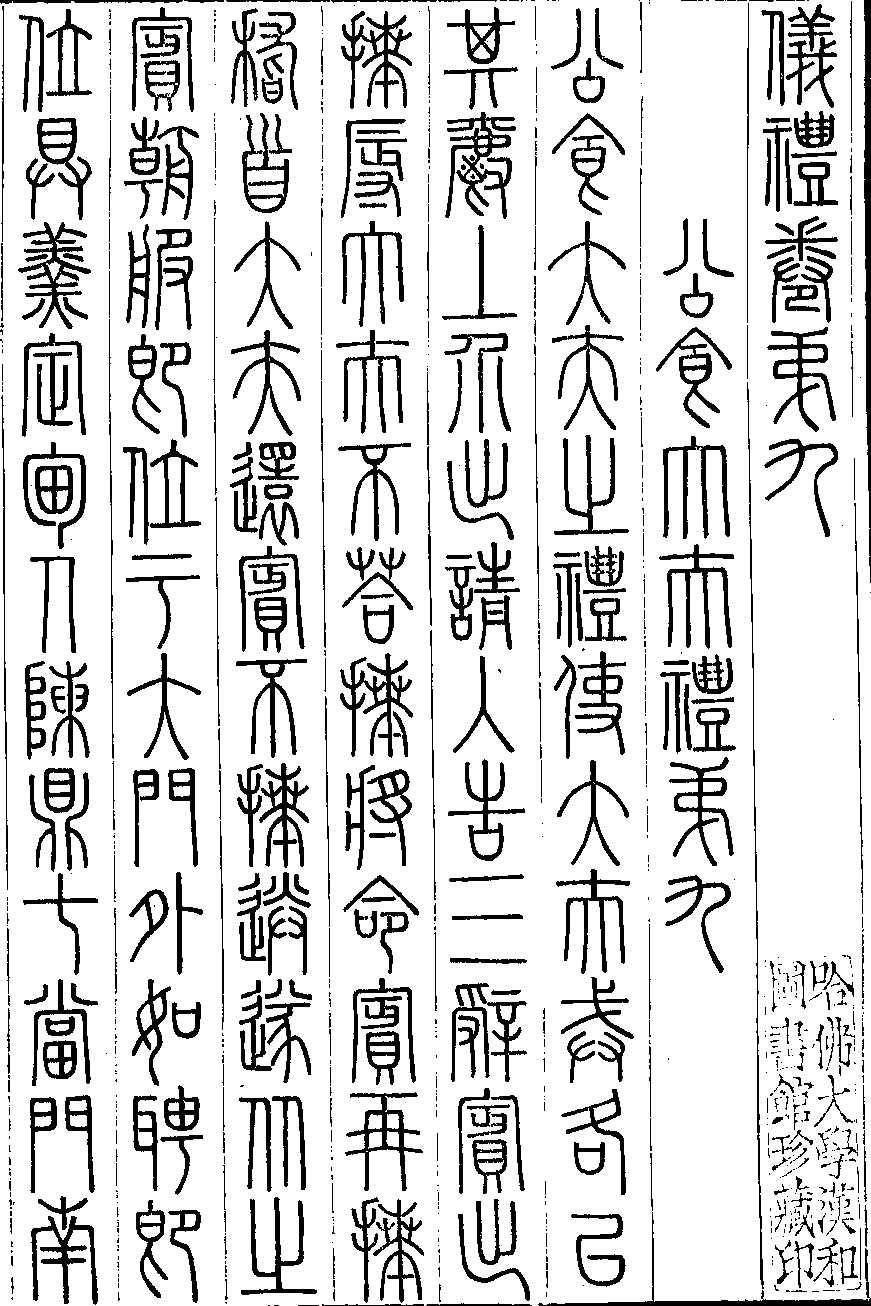 儀禮卷弟九
公食大夫禮弟九
公食大夫之禮使大夫戒各㠯
其爵上介出請入告三辭賓出
拜辱大夫不荅拜將命賓再拜
稽首大夫還賓不拜送遂从之
賓朝服即位于大門外如聘即
位具羹定甸人陳鼎七當門南
哈佛大學漢和
圖書館珍藏印